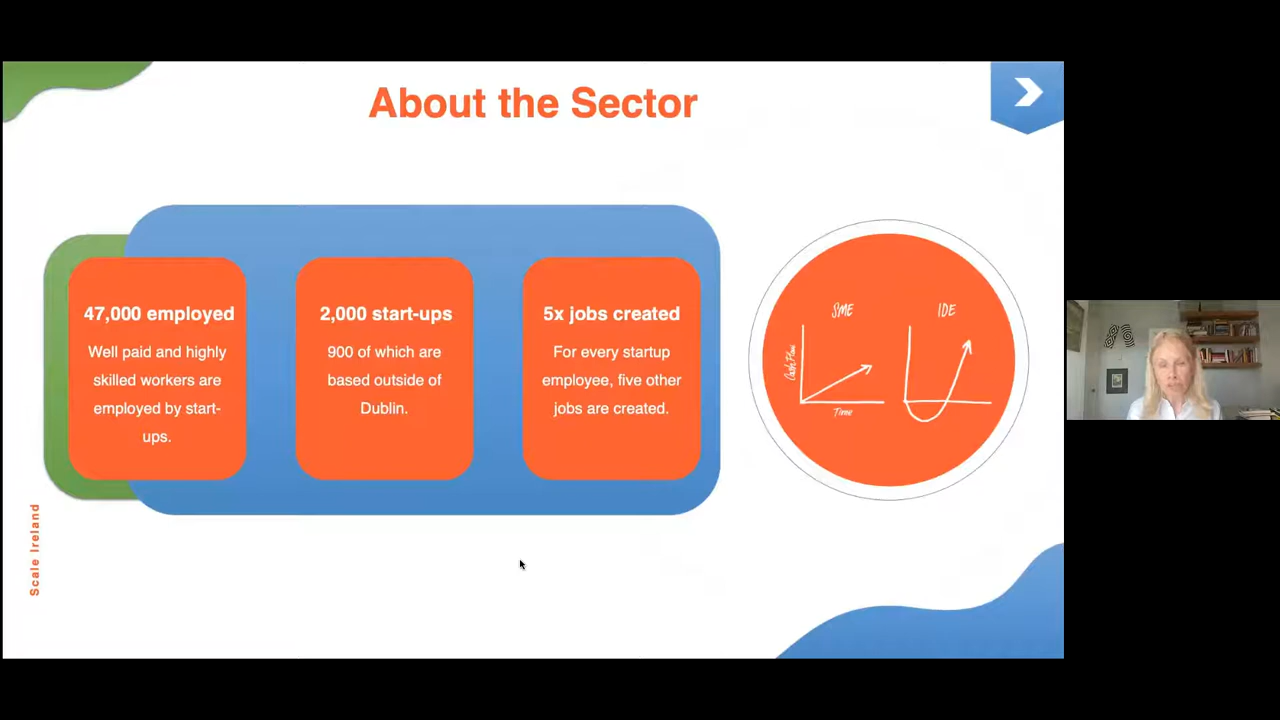 About the Sector
47,000 employed
Well paid and highly
skilled workers are
employed by start-
ups.
2,000 start-ups
900 of which are
based outside of
Dublin.
5x jobs created
For every startup
employee, five other
jobs are created.
SME
Cash Flow
Time
IDE
Scale Ireland